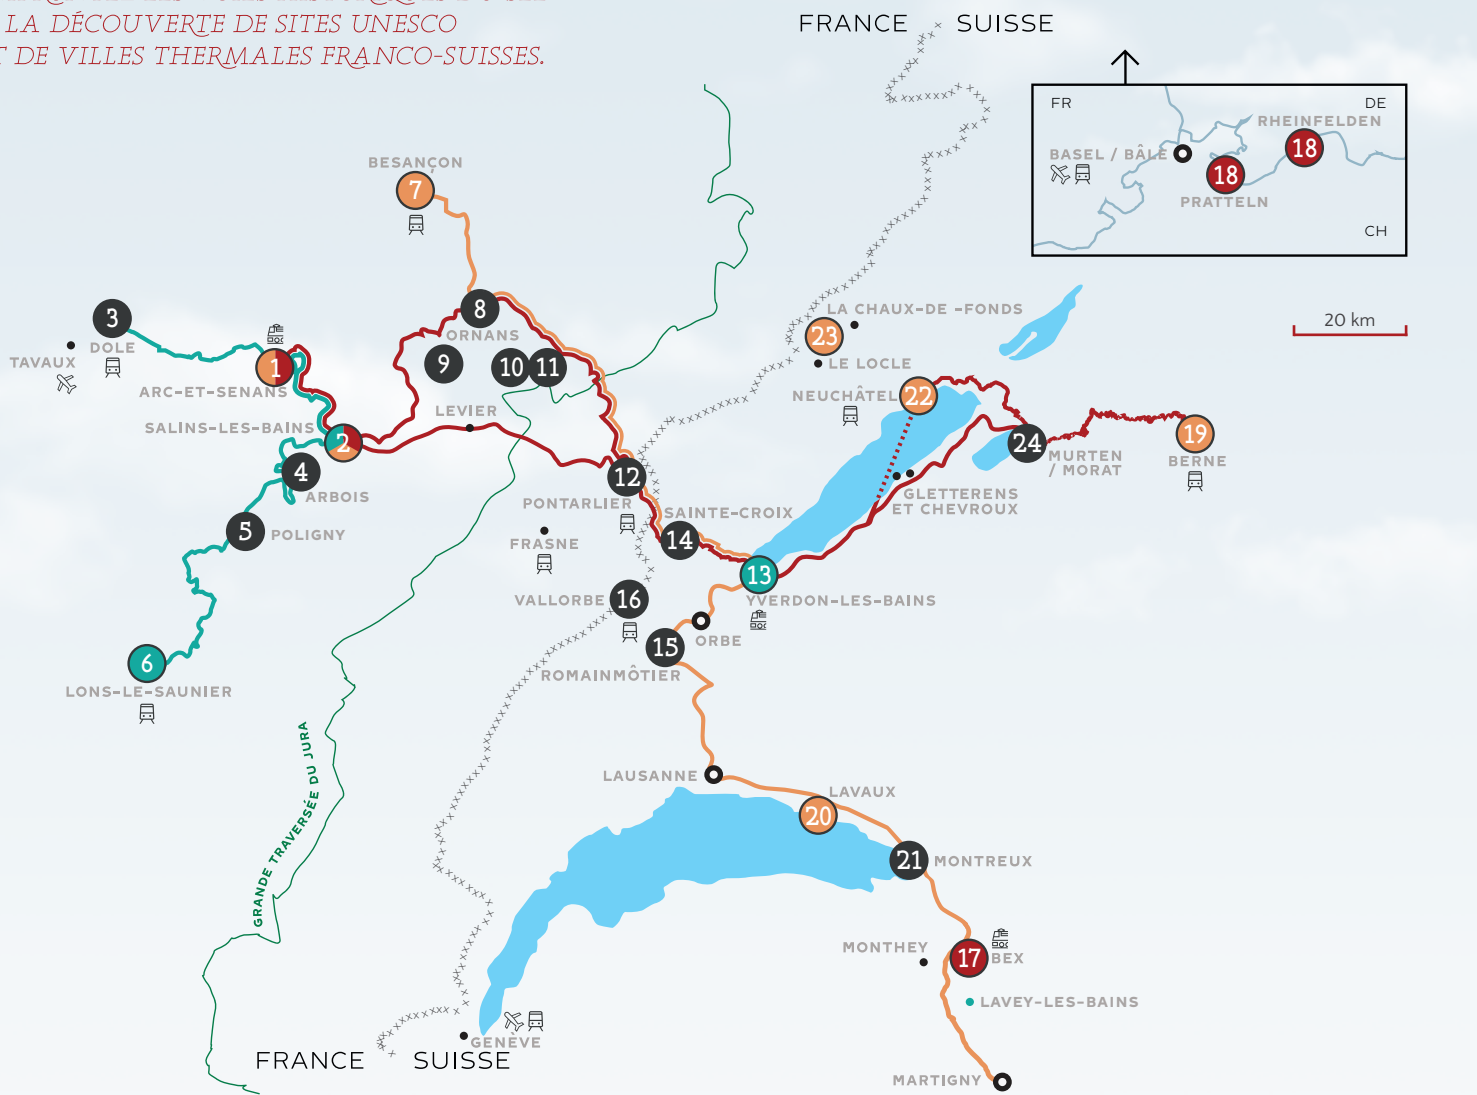 LA DÉCOUVERTE DE SITES UNESCO
T DE VILLES THERMALES FRANCO-SUISSES.
FRANCE
SUISSE
FR
DE
RHEINFELDEN
18
BASEL / BÂLE
18
PRATTELN
CH
20 km
BESANÇON
7
3
DOLE
TAVAUX
1
ARC-ET-SENANS
8
ORNANS
9
10
11
LEVIER
SALINS-LES-BAINS
2
4
ARBOIS
5
POLIGNY
6
LONS-LE-SAUNIER
LA CHAUX-DE -FONDS
23
LE LOCLE
NEUCHÂTEL
22
24
MURTEN
/ MORAT
19
BERNE
GLETTERENS
ET CHEVROUX
12
PONTARLIER
SAINTE-CROIX
14
FRASNE
13
YVERDON-LES-BAINS
VALLORBE
16
ORBE
15
ROMAINMÔTIER
GRANDE TRAVERSÉE DU JURA
LAUSANNE
LAVAUX
20
21
MONTREUX
MONTHEY
17
BEX
LAVEY-LES-BAINS
GENÈVE
FRANCE
SUISSE
MARTIGNY